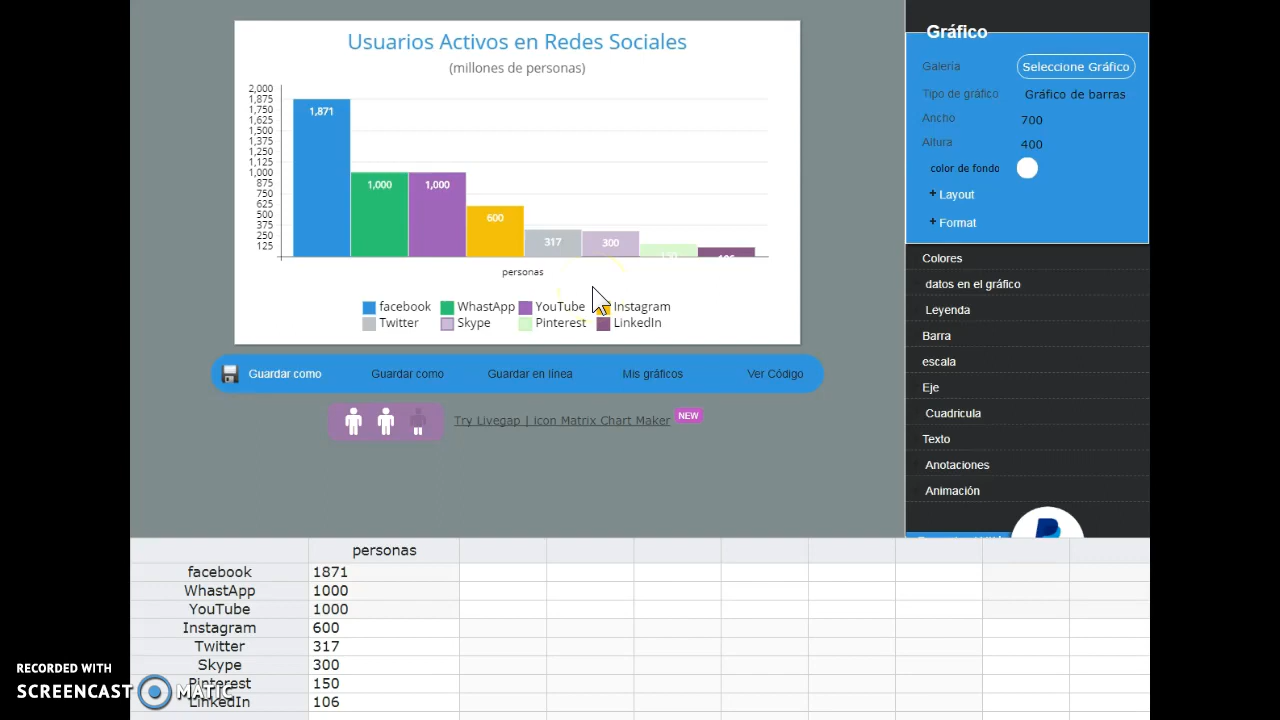 Usuarios Activos en Redes Sociales
(millones de personas)
2,000
1,875
1,750
1,625
1,500
1,375
1,250
1,125
1,000
875
750
625
500
375
250
125
1,871
1,000
1,000
600
317
300
106
personas
facebook WhastApp YouTube Instagram
Twitter Skype Pinterest LinkedIn
Guardar como Guardar como Guardar en línea Mis gráficos Ver Código
Try Livegap | Icon Matrix Chart Maker NEW
Gráfico
Galería Seleccione Gráfico
Tipo de gráfico Gráfico de barras
Ancho 700
Altura 400
color de fondo
+ Layout
+ Format
Colores
datos en el gráfico
Leyenda
Barra
escala
Eje
Cuadricula
Texto
Anotaciones
Animación
personas
facebook 1871
WhastApp 1000
YouTube 1000
Instagram 600
Twitter 317
Skype 300
Pinterest 150
LinkedIn 106
RECORDED WITH
SCREENCAST MATIC